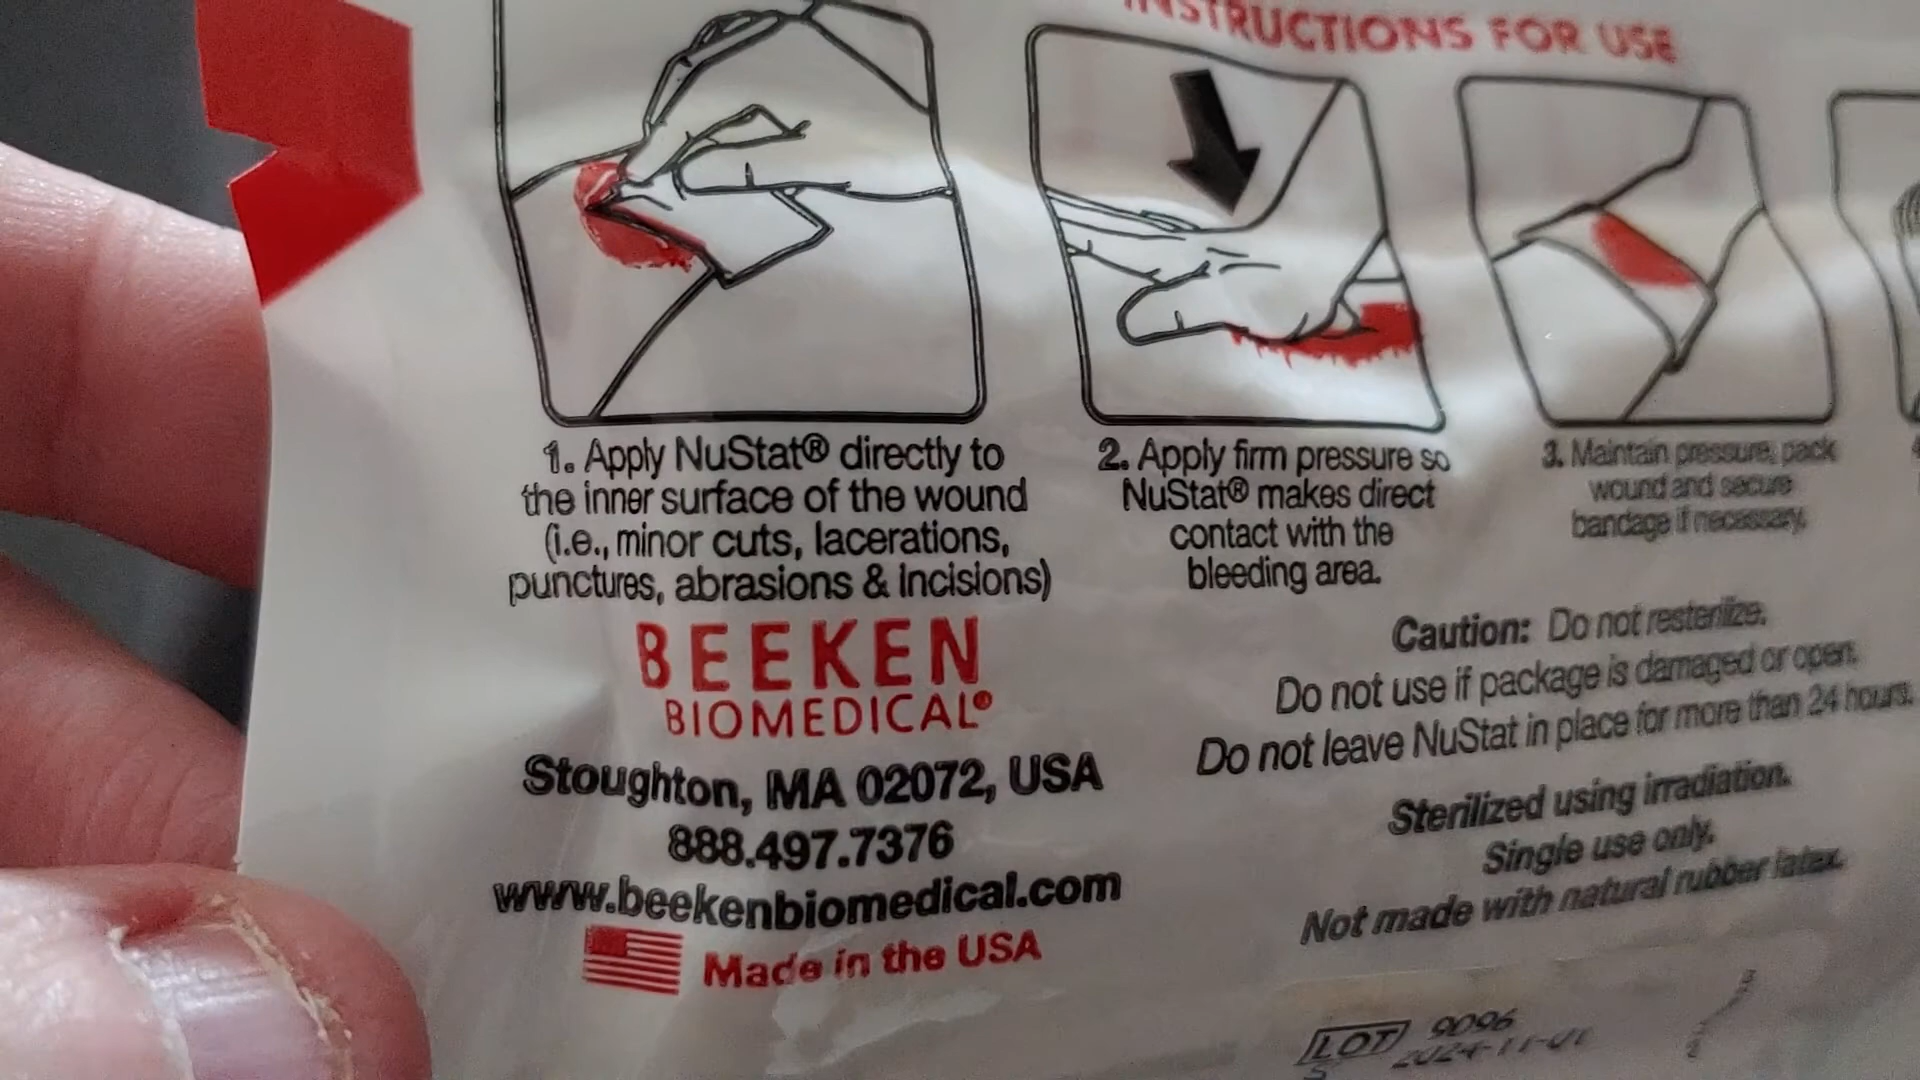 INSTRUCTIONS FOR USE
1. Apply NuStat® directly to
the inner surface of the wound
(i.e., minor cuts, lacerations,
punctures, abrasions & incisions)
2. Apply firm pressure so
NuStat® makes direct
contact with the
bleeding area.
3. Maintain pressure, pack
wound and secure
bandage if necessary.
BEEKEN
BIOMEDICAL®
Stoughton, MA 02072, USA
888.497.7376
www.beekenbiomedical.com
Made in the USA
Caution: Do not resterilize.
Do not use if package is damaged or open.
Do not leave NuStat in place for more than 24 hours.
Sterilized using irradiation.
Single use only.
Not made with natural rubber latex.
LOT 9096
2024-11-01